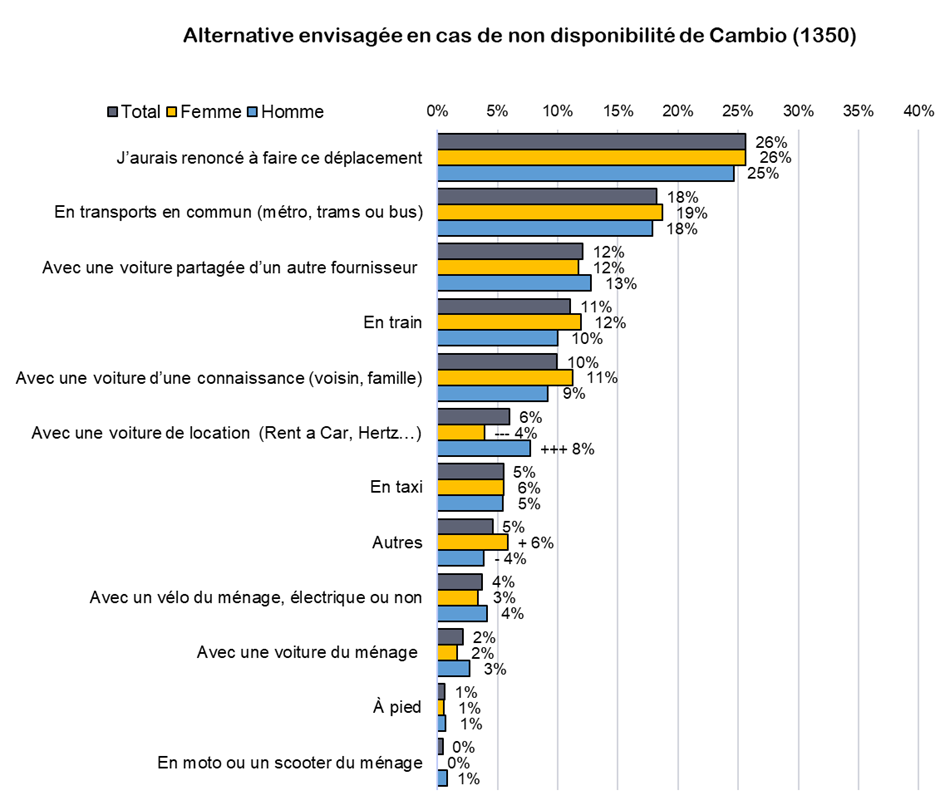 Alternative envisagée en cas de non disponibilité de Cambio (1350)
Total Femme Homme
0% 5% 10% 15% 20% 25% 30% 35% 40%
J’aurais renoncé à faire ce déplacement
26%
26%
25%
En transports en commun (métro, trams ou bus)
18%
19%
18%
Avec une voiture partagée d’un autre fournisseur
12%
12%
13%
En train
11%
12%
10%
Avec une voiture d’une connaissance (voisin, famille)
10%
11%
9%
Avec une voiture de location (Rent a Car, Hertz…)
6%
--- 4%
+++ 8%
En taxi
5%
6%
5%
Autres
5%
+ 6%
- 4%
Avec un vélo du ménage, électrique ou non
4%
3%
4%
Avec une voiture du ménage
2%
2%
3%
À pied
1%
1%
1%
En moto ou un scooter du ménage
0%
0%
1%